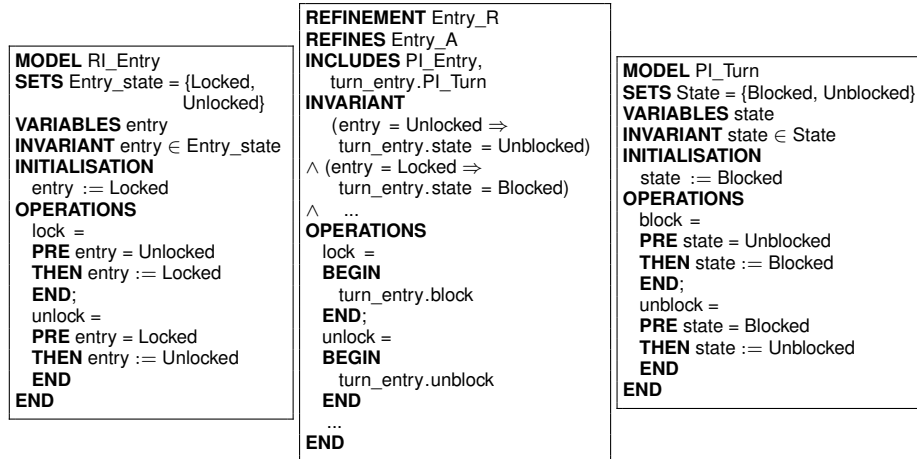 MODEL RI_Entry
SETS Entry_state = {Locked,
Unlocked}
VARIABLES entry
INVARIANT entry ∈ Entry_state
INITIALISATION
entry := Locked
OPERATIONS
lock =
PRE entry = Unlocked
THEN entry := Locked
END;
unlock =
PRE entry = Locked
THEN entry := Unlocked
END
END
REFINEMENT Entry_R
REFINES Entry_A
INCLUDES PI_Entry,
turn_entry.PI_Turn
INVARIANT
(entry = Unlocked ⇒
turn_entry.state = Unblocked)
∧ (entry = Locked ⇒
turn_entry.state = Blocked)
∧ ...
OPERATIONS
lock =
BEGIN
turn_entry.block
END;
unlock =
BEGIN
turn_entry.unblock
END
...
END
MODEL PI_Turn
SETS State = {Blocked, Unblocked}
VARIABLES state
INVARIANT state ∈ State
INITIALISATION
state := Blocked
OPERATIONS
block =
PRE state = Unblocked
THEN state := Blocked
END;
unblock =
PRE state = Blocked
THEN state := Unblocked
END
END